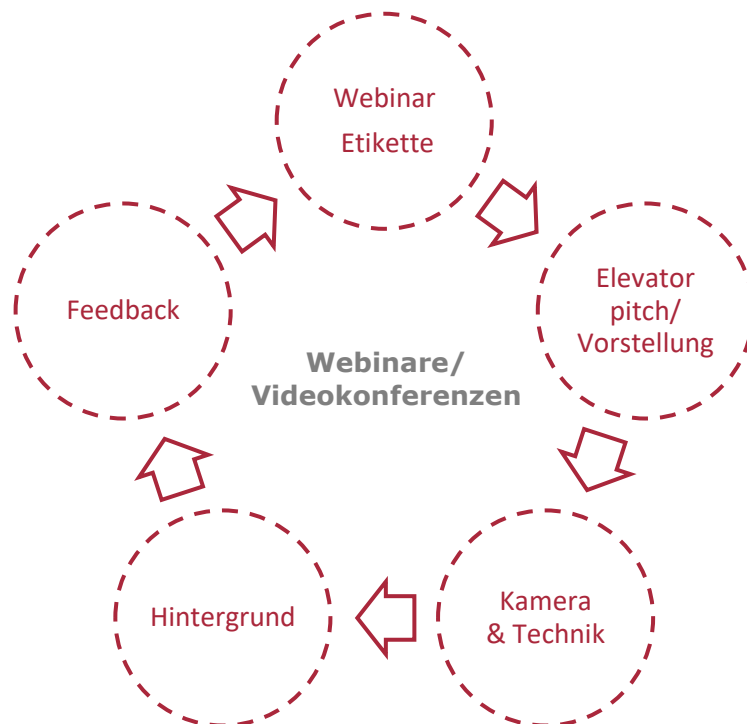 Webinar
Etikette
Elevator
pitch/
Vorstellung
Feedback
Webinare/
Videokonferenzen
Hintergrund
Kamera
& Technik